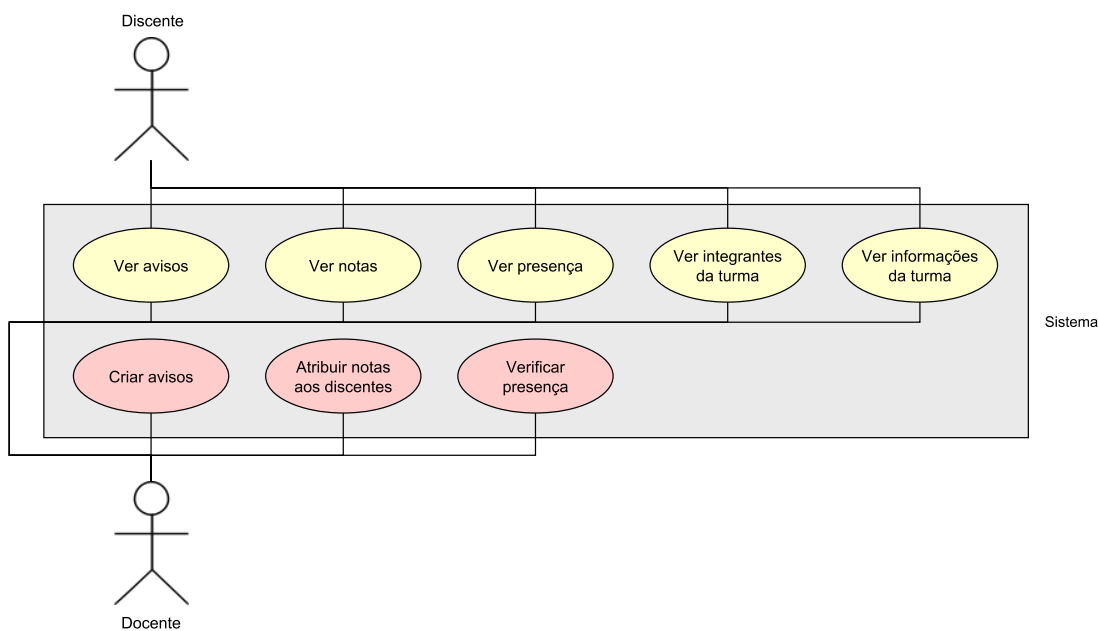 Discente
Ver avisos
Ver notas
Ver presença
Ver integrantes
da turma
Ver informações
da turma
Sistema
Criar avisos
Atribuir notas
aos discentes
Verificar
presença
Docente